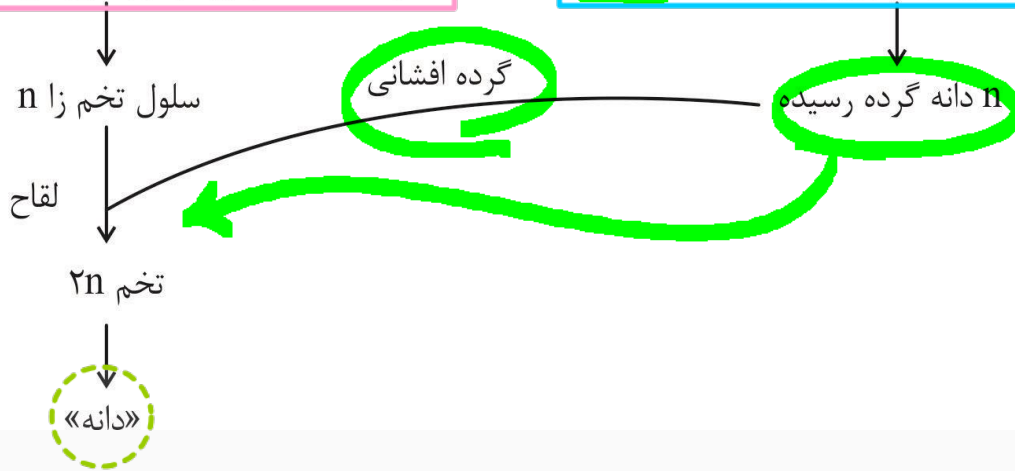 گرده افشانی
n دانه گرده رسیده
سلول تخم زا n
لقاح
تخم ۲n
«دانه»